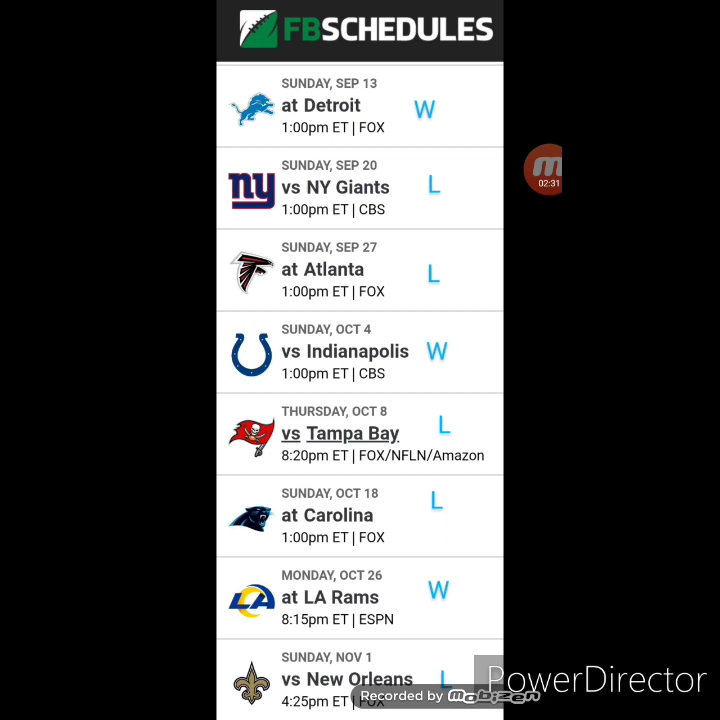 FBSCHEDULES
SUNDAY, SEP 13
at Detroit W
1:00pm ET | FOX
02:31
SUNDAY, SEP 20
ny vs NY Giants L
1:00pm ET | CBS
SUNDAY, SEP 27
at Atlanta L
1:00pm ET | FOX
SUNDAY, OCT 4
vs Indianapolis W
1:00pm ET | CBS
THURSDAY, OCT 8
vs Tampa Bay L
8:20pm ET | FOX/NFLN/Amazon
SUNDAY, OCT 18
at Carolina L
1:00pm ET | FOX
MONDAY, OCT 26
LA at LA Rams W
8:15pm ET | ESPN
SUNDAY, NOV 1
vs New Orleans L
PowerDirector
4:25pm ET | FOX
Recorded by mobizen